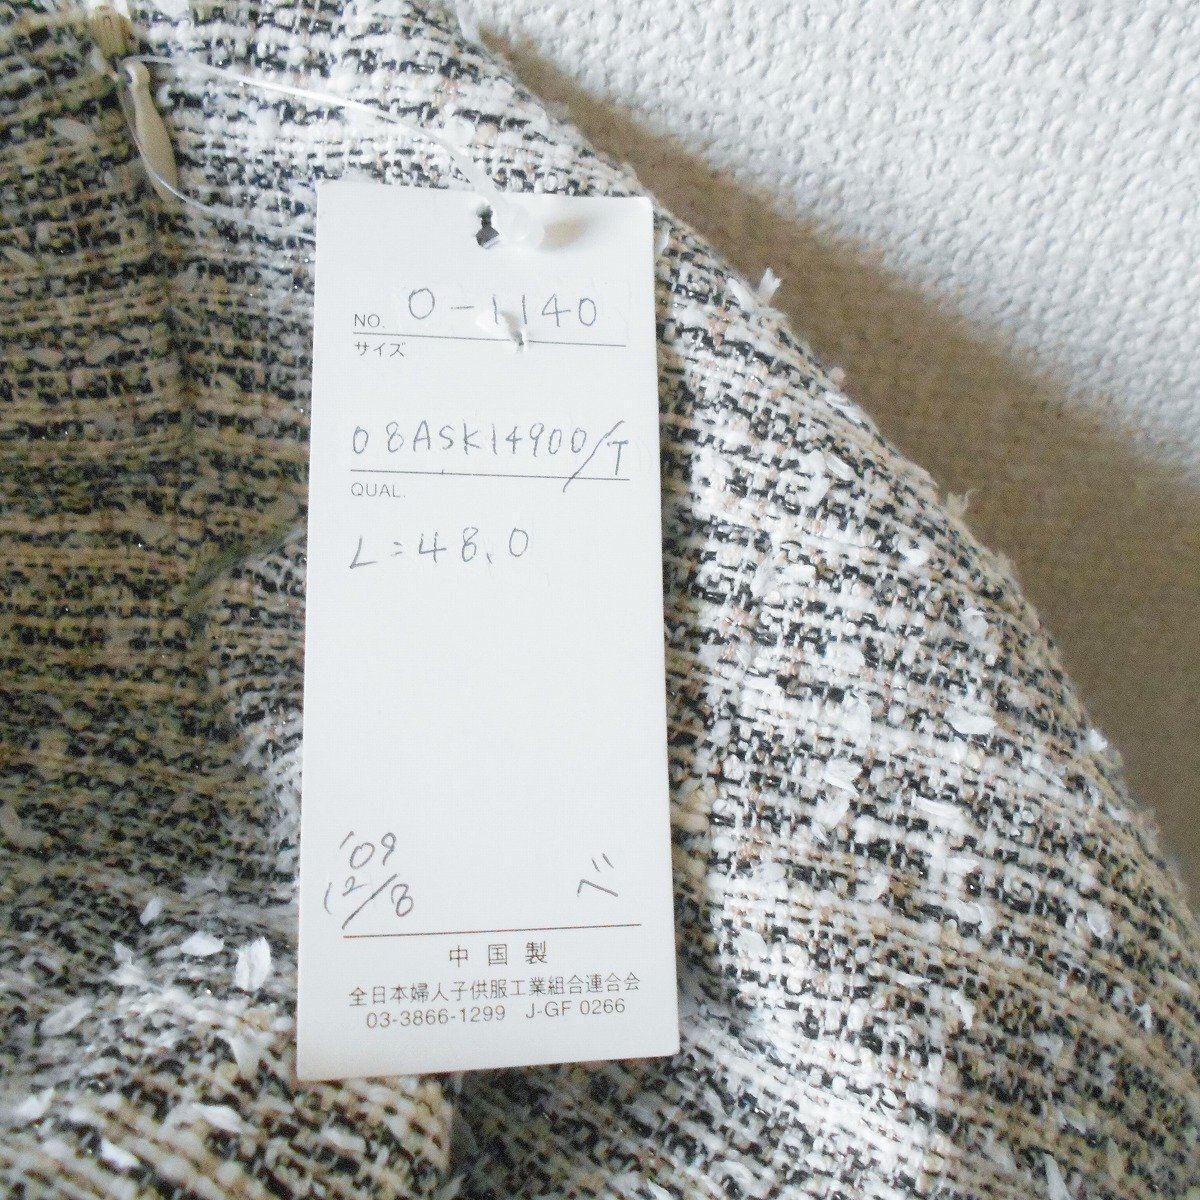 NO. 0-1140
サイズ
08ASK14900/T
QUAL.
L=48.0
'09
12/8
ベ
中国製
全日本婦人子供服工業組合連合会
03-3866-1299 J-GF 0266